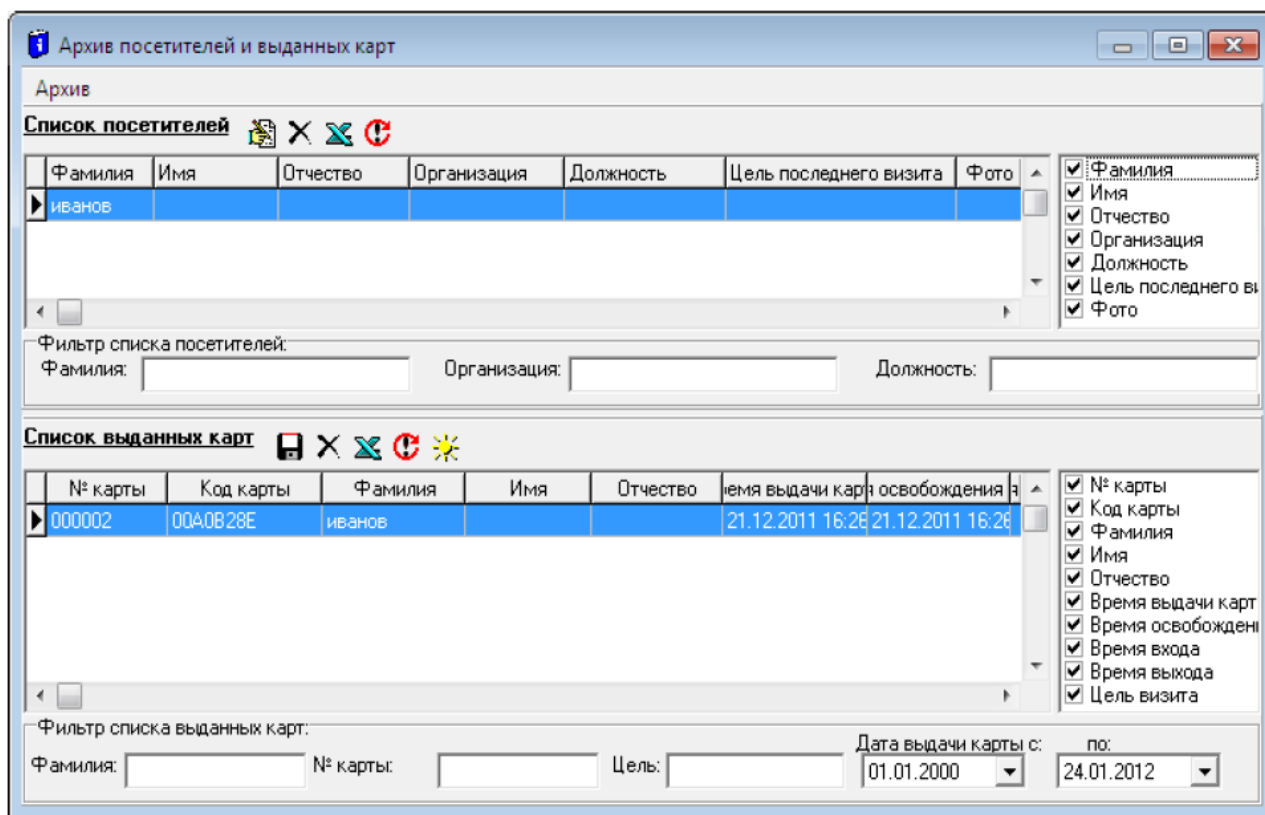 Архив посетителей и выданных карт
Архив
Список посетителей
Фамилия Имя Отчество Организация Должность Цель последнего визита Фото
иванов
Фамилия
Имя
Отчество
Организация
Должность
Цель последнего ви
Фото
Фильтр списка посетителей:
Фамилия: Организация: Должность:
Список выданных карт
№ карты Код карты Фамилия Имя Отчество емя выдачи кар освобождения
000002 00A0B28E иванов 21.12.2011 16:26 21.12.2011 16:26
№ карты
Код карты
Фамилия
Имя
Отчество
Время выдачи карт
Время освобождени
Время входа
Время выхода
Цель визита
Фильтр списка выданных карт:
Дата выдачи карты с: по:
Фамилия: № карты: Цель: 01.01.2000 24.01.2012